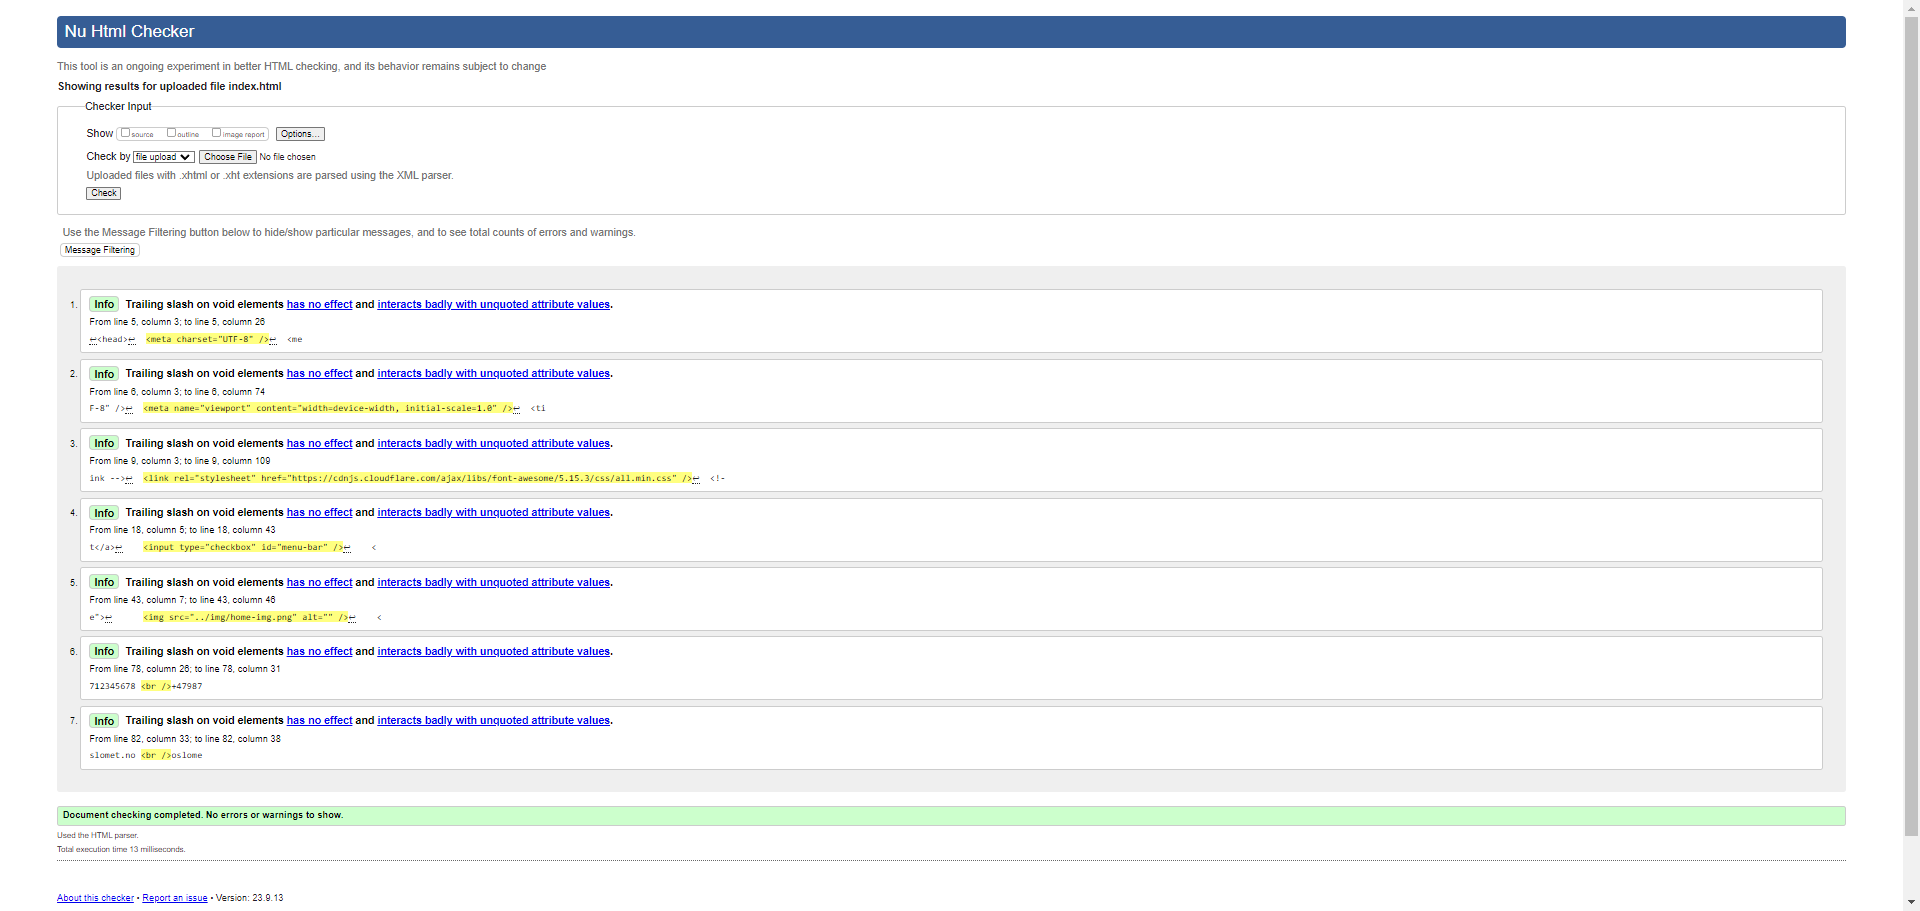 Nu Html Checker
This tool is an ongoing experiment in better HTML checking, and its behavior remains subject to change
Showing results for uploaded file index.html
Checker Input
Show source outline image report Options...
Check by file upload Choose File No file chosen
Uploaded files with .xhtml or .xht extensions are parsed using the XML parser.
Check
Use the Message Filtering button below to hide/show particular messages, and to see total counts of errors and warnings.
Message Filtering
1. Info Trailing slash on void elements has no effect and interacts badly with unquoted attribute values.
From line 5, column 3; to line 5, column 26
↩<head>↩ <meta charset="UTF-8" />↩ <me
2. Info Trailing slash on void elements has no effect and interacts badly with unquoted attribute values.
From line 6, column 3; to line 6, column 74
F-8" />↩ <meta name="viewport" content="width=device-width, initial-scale=1.0" />↩ <ti
3. Info Trailing slash on void elements has no effect and interacts badly with unquoted attribute values.
From line 9, column 3; to line 9, column 109
ink -->↩ <link rel="stylesheet" href="https://cdnjs.cloudflare.com/ajax/libs/font-awesome/5.15.3/css/all.min.css" />↩ <!-
4. Info Trailing slash on void elements has no effect and interacts badly with unquoted attribute values.
From line 18, column 5; to line 18, column 43
t</a>↩ <input type="checkbox" id="menu-bar" />↩ <
5. Info Trailing slash on void elements has no effect and interacts badly with unquoted attribute values.
From line 43, column 7; to line 43, column 46
e">↩ <img src="../img/home-img.png" alt="" />↩ <
6. Info Trailing slash on void elements has no effect and interacts badly with unquoted attribute values.
From line 78, column 26; to line 78, column 31
712345678 <br />+47987
7. Info Trailing slash on void elements has no effect and interacts badly with unquoted attribute values.
From line 82, column 33; to line 82, column 38
slomet.no <br />oslome
Document checking completed. No errors or warnings to show.
Used the HTML parser.
Total execution time 13 milliseconds.
About this checker • Report an issue • Version: 23.9.13